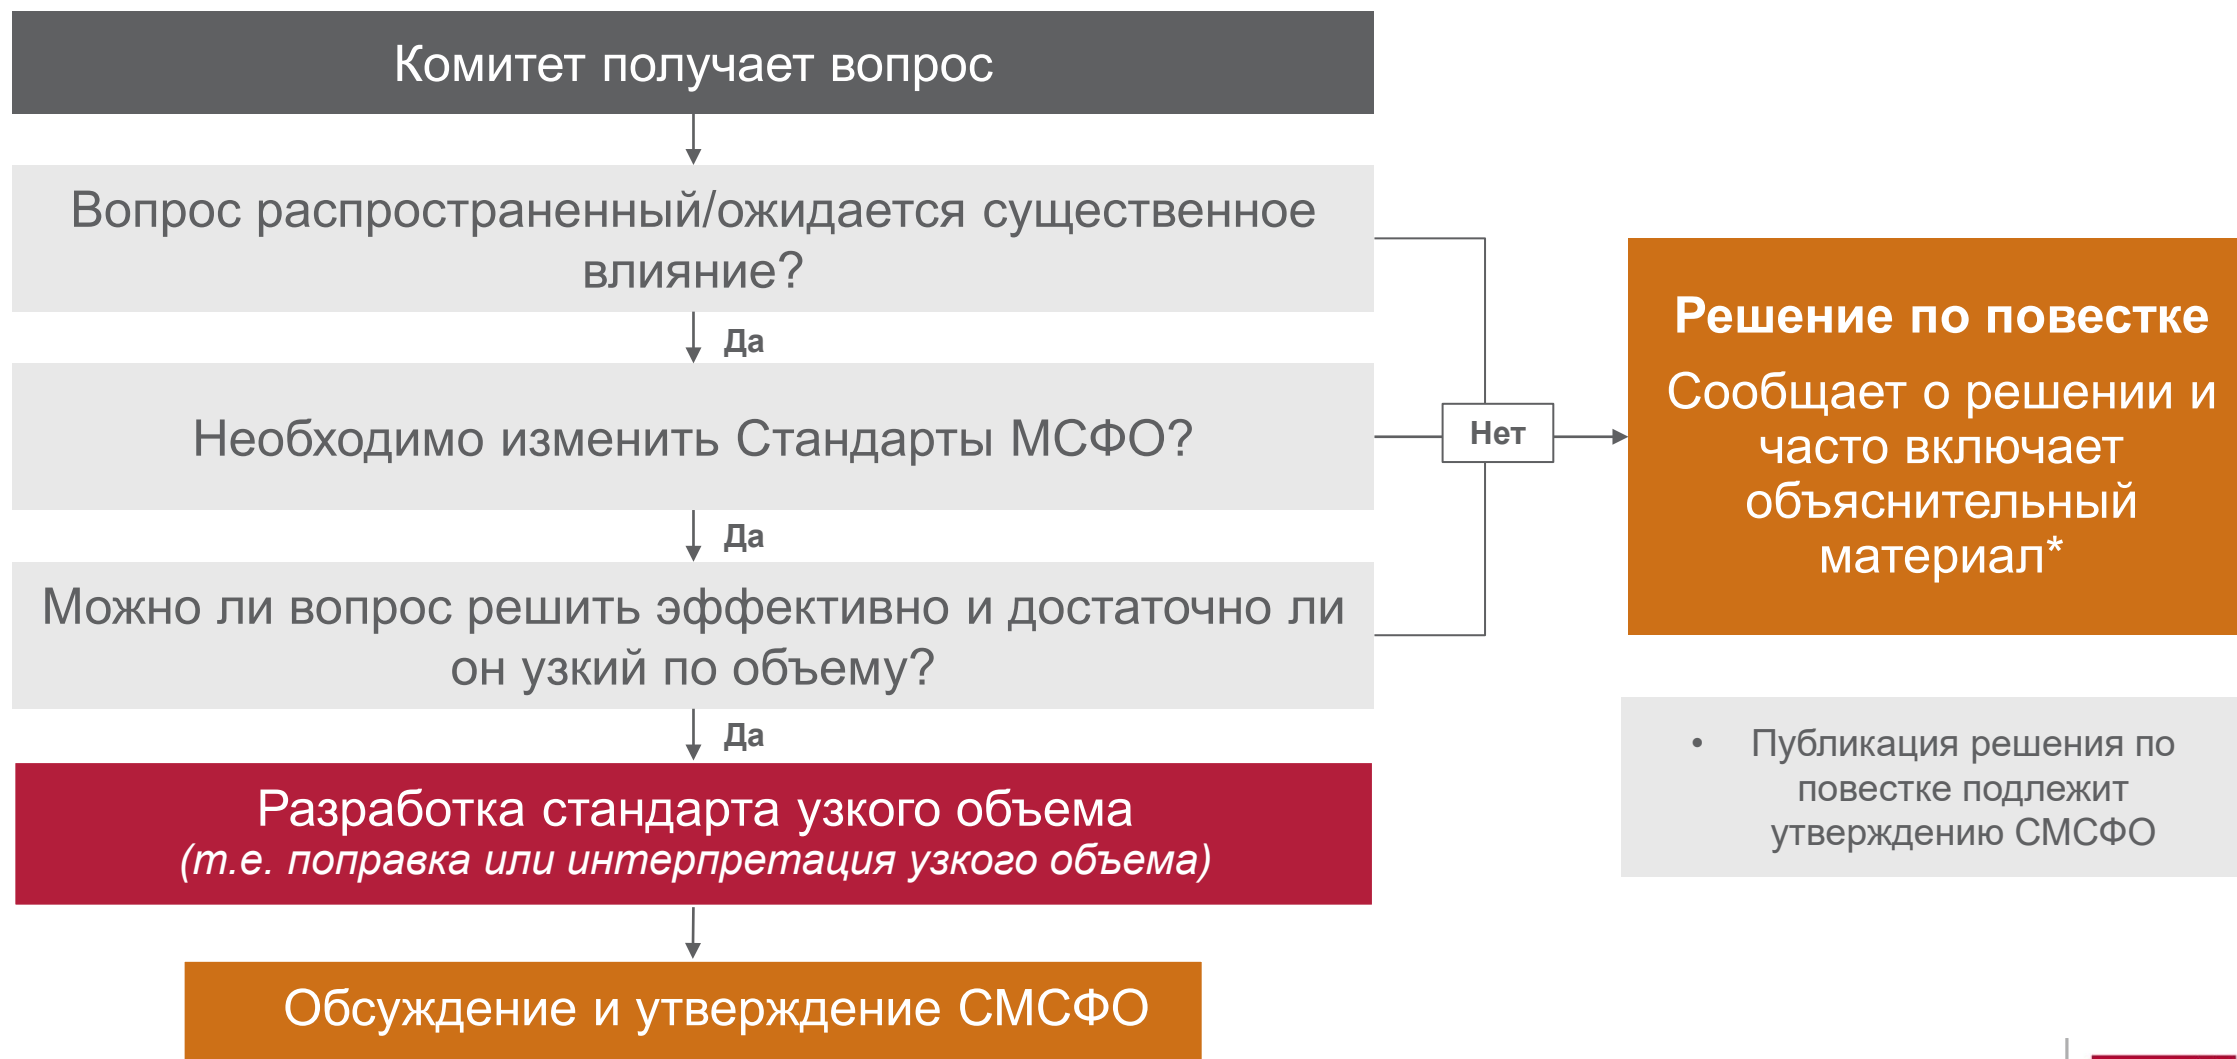 Комитет получает вопрос
Вопрос распространенный/ожидается существенное
влияние?
Да
Необходимо изменить Стандарты МСФО?
Да
Можно ли вопрос решить эффективно и достаточно ли
он узкий по объему?
Да
Разработка стандарта узкого объема
(т.е. поправка или интерпретация узкого объема)
Обсуждение и утверждение СМСФО
Нет
Решение по повестке
Сообщает о решении и
часто включает
объяснительный
материал*
• Публикация решения по
повестке подлежит
утверждению СМСФО